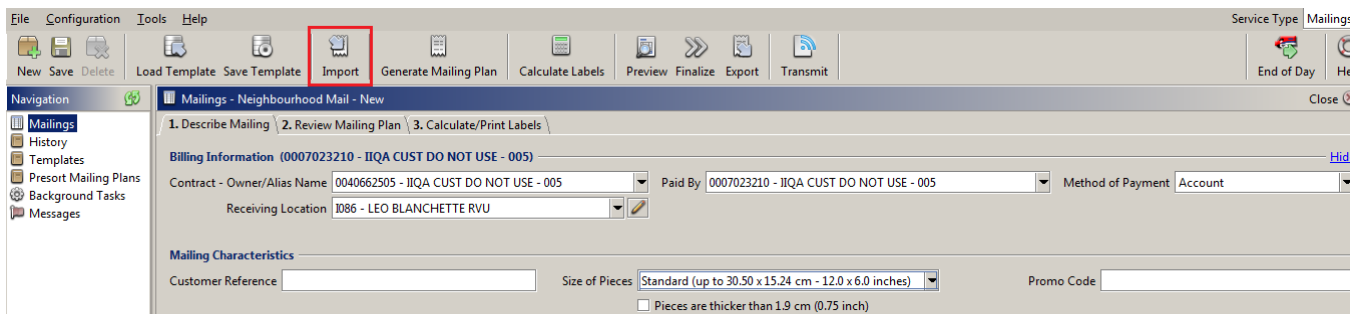 File Configuration Tools Help Service Type Mailings
New Save Delete Load Template Save Template Import Generate Mailing Plan Calculate Labels Preview Finalize Export Transmit End of Day He
Navigation Mailings - Neighbourhood Mail - New Close
Mailings 1. Describe Mailing 2. Review Mailing Plan 3. Calculate/Print Labels
History
Templates Billing Information (0007023210 - IIQA CUST DO NOT USE - 005) Hid
Presort Mailing Plans Contract - Owner/Alias Name 0040662505 - IIQA CUST DO NOT USE - 005 Paid By 0007023210 - IIQA CUST DO NOT USE - 005 Method of Payment Account
Background Tasks
Messages Receiving Location I086 - LEO BLANCHETTE RVU
Mailing Characteristics
Customer Reference Size of Pieces Standard (up to 30.50 x 15.24 cm - 12.0 x 6.0 inches) Promo Code
Pieces are thicker than 1.9 cm (0.75 inch)